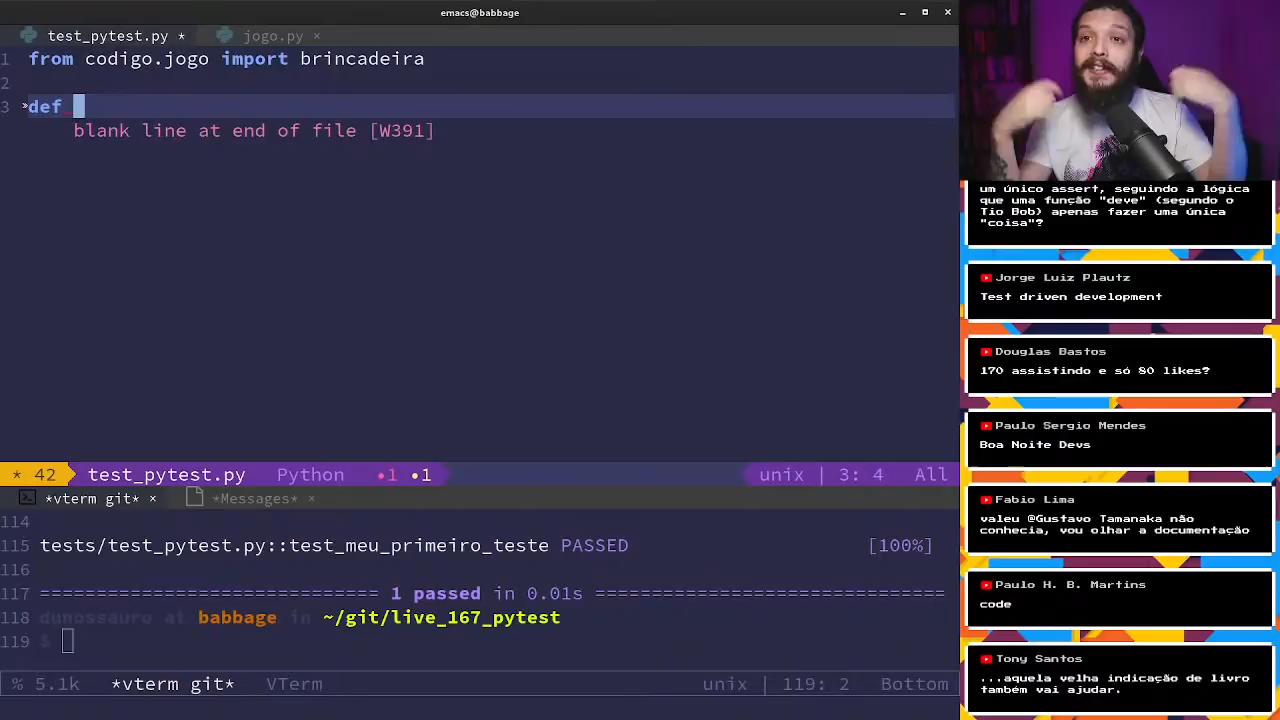 emacs@babbage
test_pytest.py * jogo.py ×
1 from codigo.jogo import brincadeira
2
3 def
blank line at end of file [W391]
* 42 test_pytest.py Python •1 •1 unix | 3: 4 All
*vterm git* × *Messages* ×
114
115 tests/test_pytest.py::test_meu_primeiro_teste PASSED [100%]
116
117 ============================= 1 passed in 0.01s ==============================
118 dunossauro at babbage in ~/git/live_167_pytest
119 $
% 5.1k *vterm git* VTerm unix | 119: 2 Bottom
um único assert, seguindo a lógica
que uma função "deve" (segundo o
Tio Bob) apenas fazer uma única
"coisa"?
Jorge Luiz Plautz
Test driven development
Douglas Bastos
170 assistindo e só 80 likes?
Paulo Sergio Mendes
Boa Noite Devs
Fabio Lima
valeu @Gustavo Tamanaka não
conhecia, vou olhar a documentação
Paulo H. B. Martins
code
Tony Santos
...aquela velha indicação de livro
também vai ajudar.